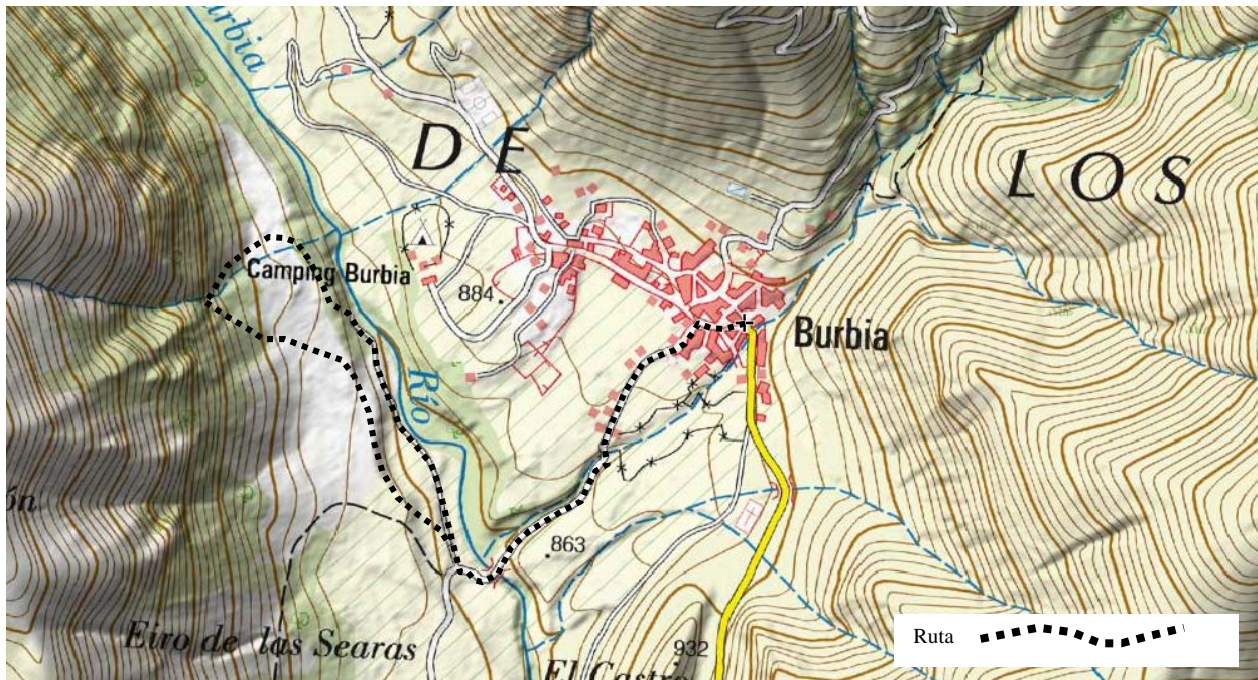 Burbia
DE
LOS
Camping Burbia
884
Burbia
Río
863
Ruta
Eiro de las Searas
932
El Castro